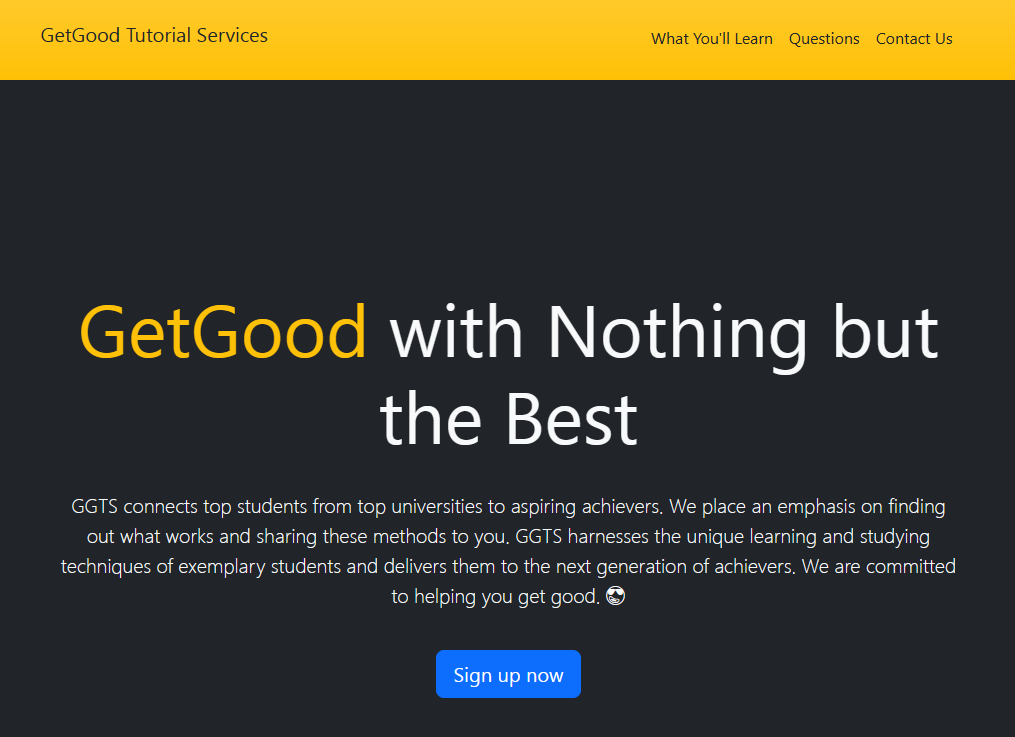 GetGood Tutorial Services
What You'll Learn Questions Contact Us
GetGood with Nothing but
the Best
GGTS connects top students from top universities to aspiring achievers. We place an emphasis on finding
out what works and sharing these methods to you. GGTS harnesses the unique learning and studying
techniques of exemplary students and delivers them to the next generation of achievers. We are committed
to helping you get good. 😎
Sign up now